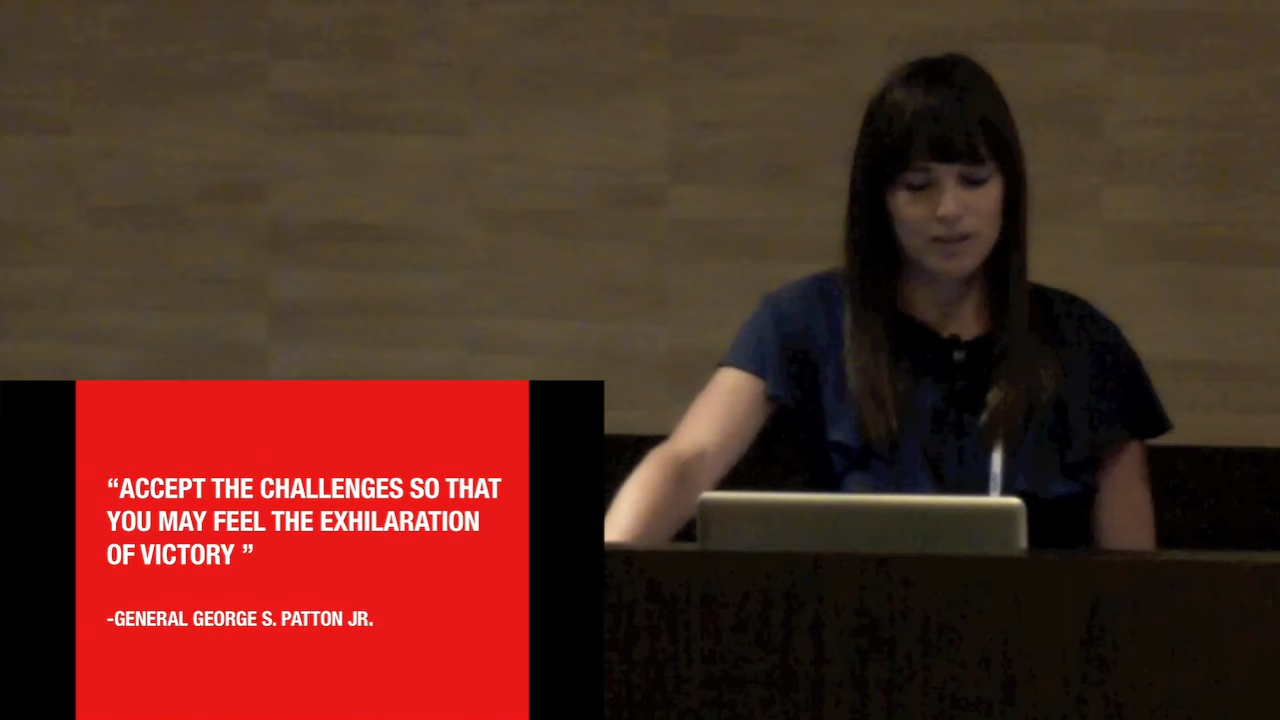 “ACCEPT THE CHALLENGES SO THAT
YOU MAY FEEL THE EXHILARATION
OF VICTORY ”
-GENERAL GEORGE S. PATTON JR.